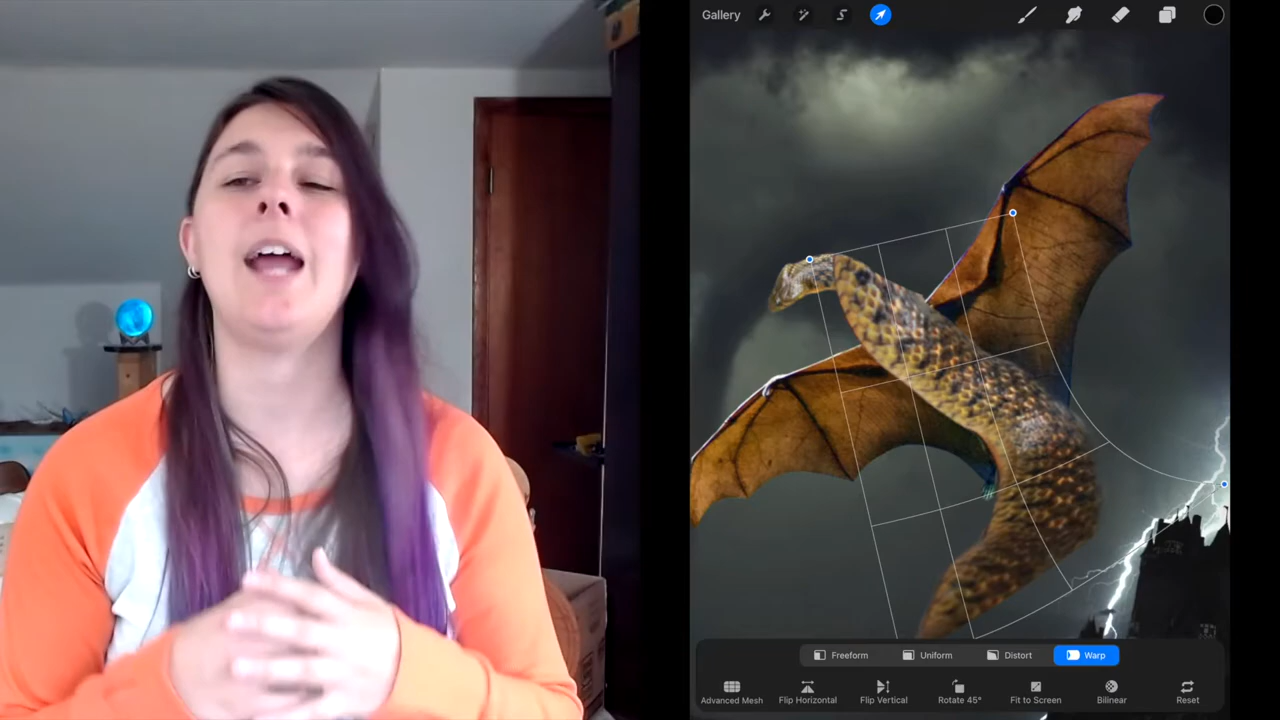 Gallery
Freeform Uniform Distort Warp
Advanced Mesh Flip Horizontal Flip Vertical Rotate 45° Fit to Screen Bilinear Reset